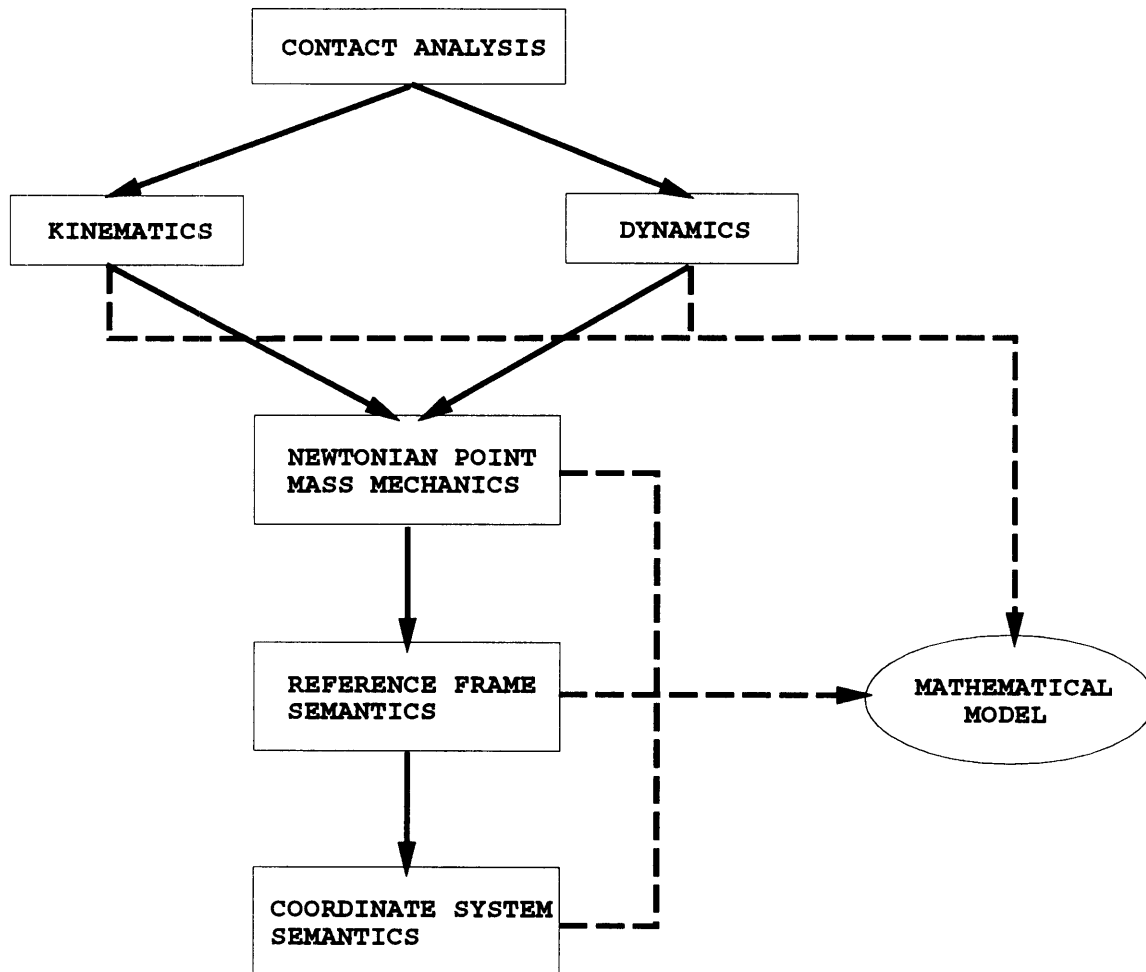 CONTACT ANALYSIS
KINEMATICS
DYNAMICS
NEWTONIAN POINT
MASS MECHANICS
REFERENCE FRAME
SEMANTICS
MATHEMATICAL
MODEL
COORDINATE SYSTEM
SEMANTICS